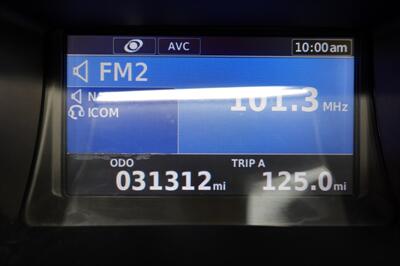 AVC 10:00am
FM2
101.3 MHz
ICOM
ODO TRIP A
031312mi 125.0mi